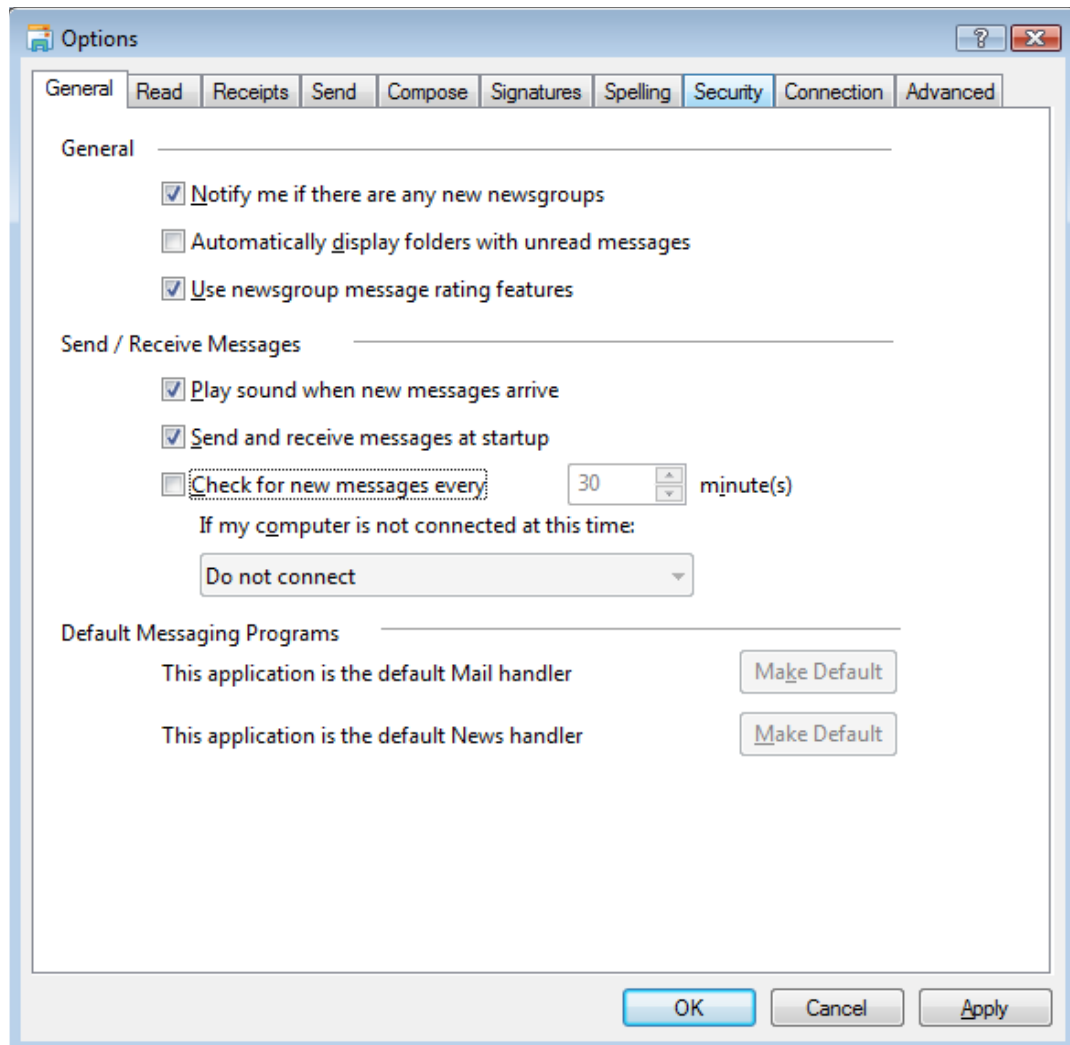 Options
General Read Receipts Send Compose Signatures Spelling Security Connection Advanced
General
Notify me if there are any new newsgroups
Automatically display folders with unread messages
Use newsgroup message rating features
Send / Receive Messages
Play sound when new messages arrive
Send and receive messages at startup
Check for new messages every 30 minute(s)
If my computer is not connected at this time:
Do not connect
Default Messaging Programs
This application is the default Mail handler Make Default
This application is the default News handler Make Default
OK Cancel Apply